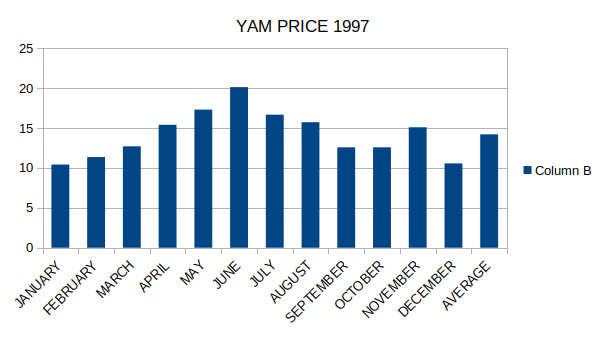 YAM PRICE 1997
25
20
15
10
5
0
Column B
JANUARY
FEBRUARY
MARCH
APRIL
MAY
JUNE
JULY
AUGUST
SEPTEMBER
OCTOBER
NOVEMBER
DECEMBER
AVERAGE